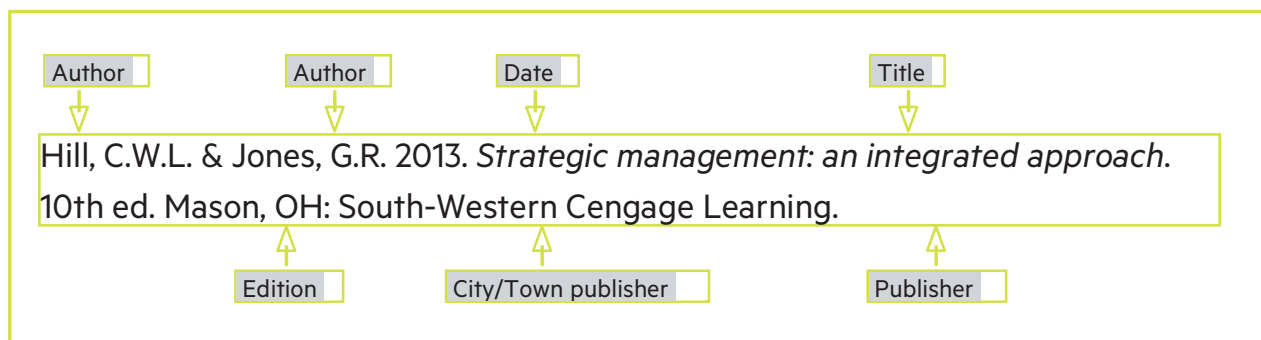 Author Author Date Title
Hill, C.W.L. & Jones, G.R. 2013. Strategic management: an integrated approach.
10th ed. Mason, OH: South-Western Cengage Learning.
Edition City/Town publisher Publisher